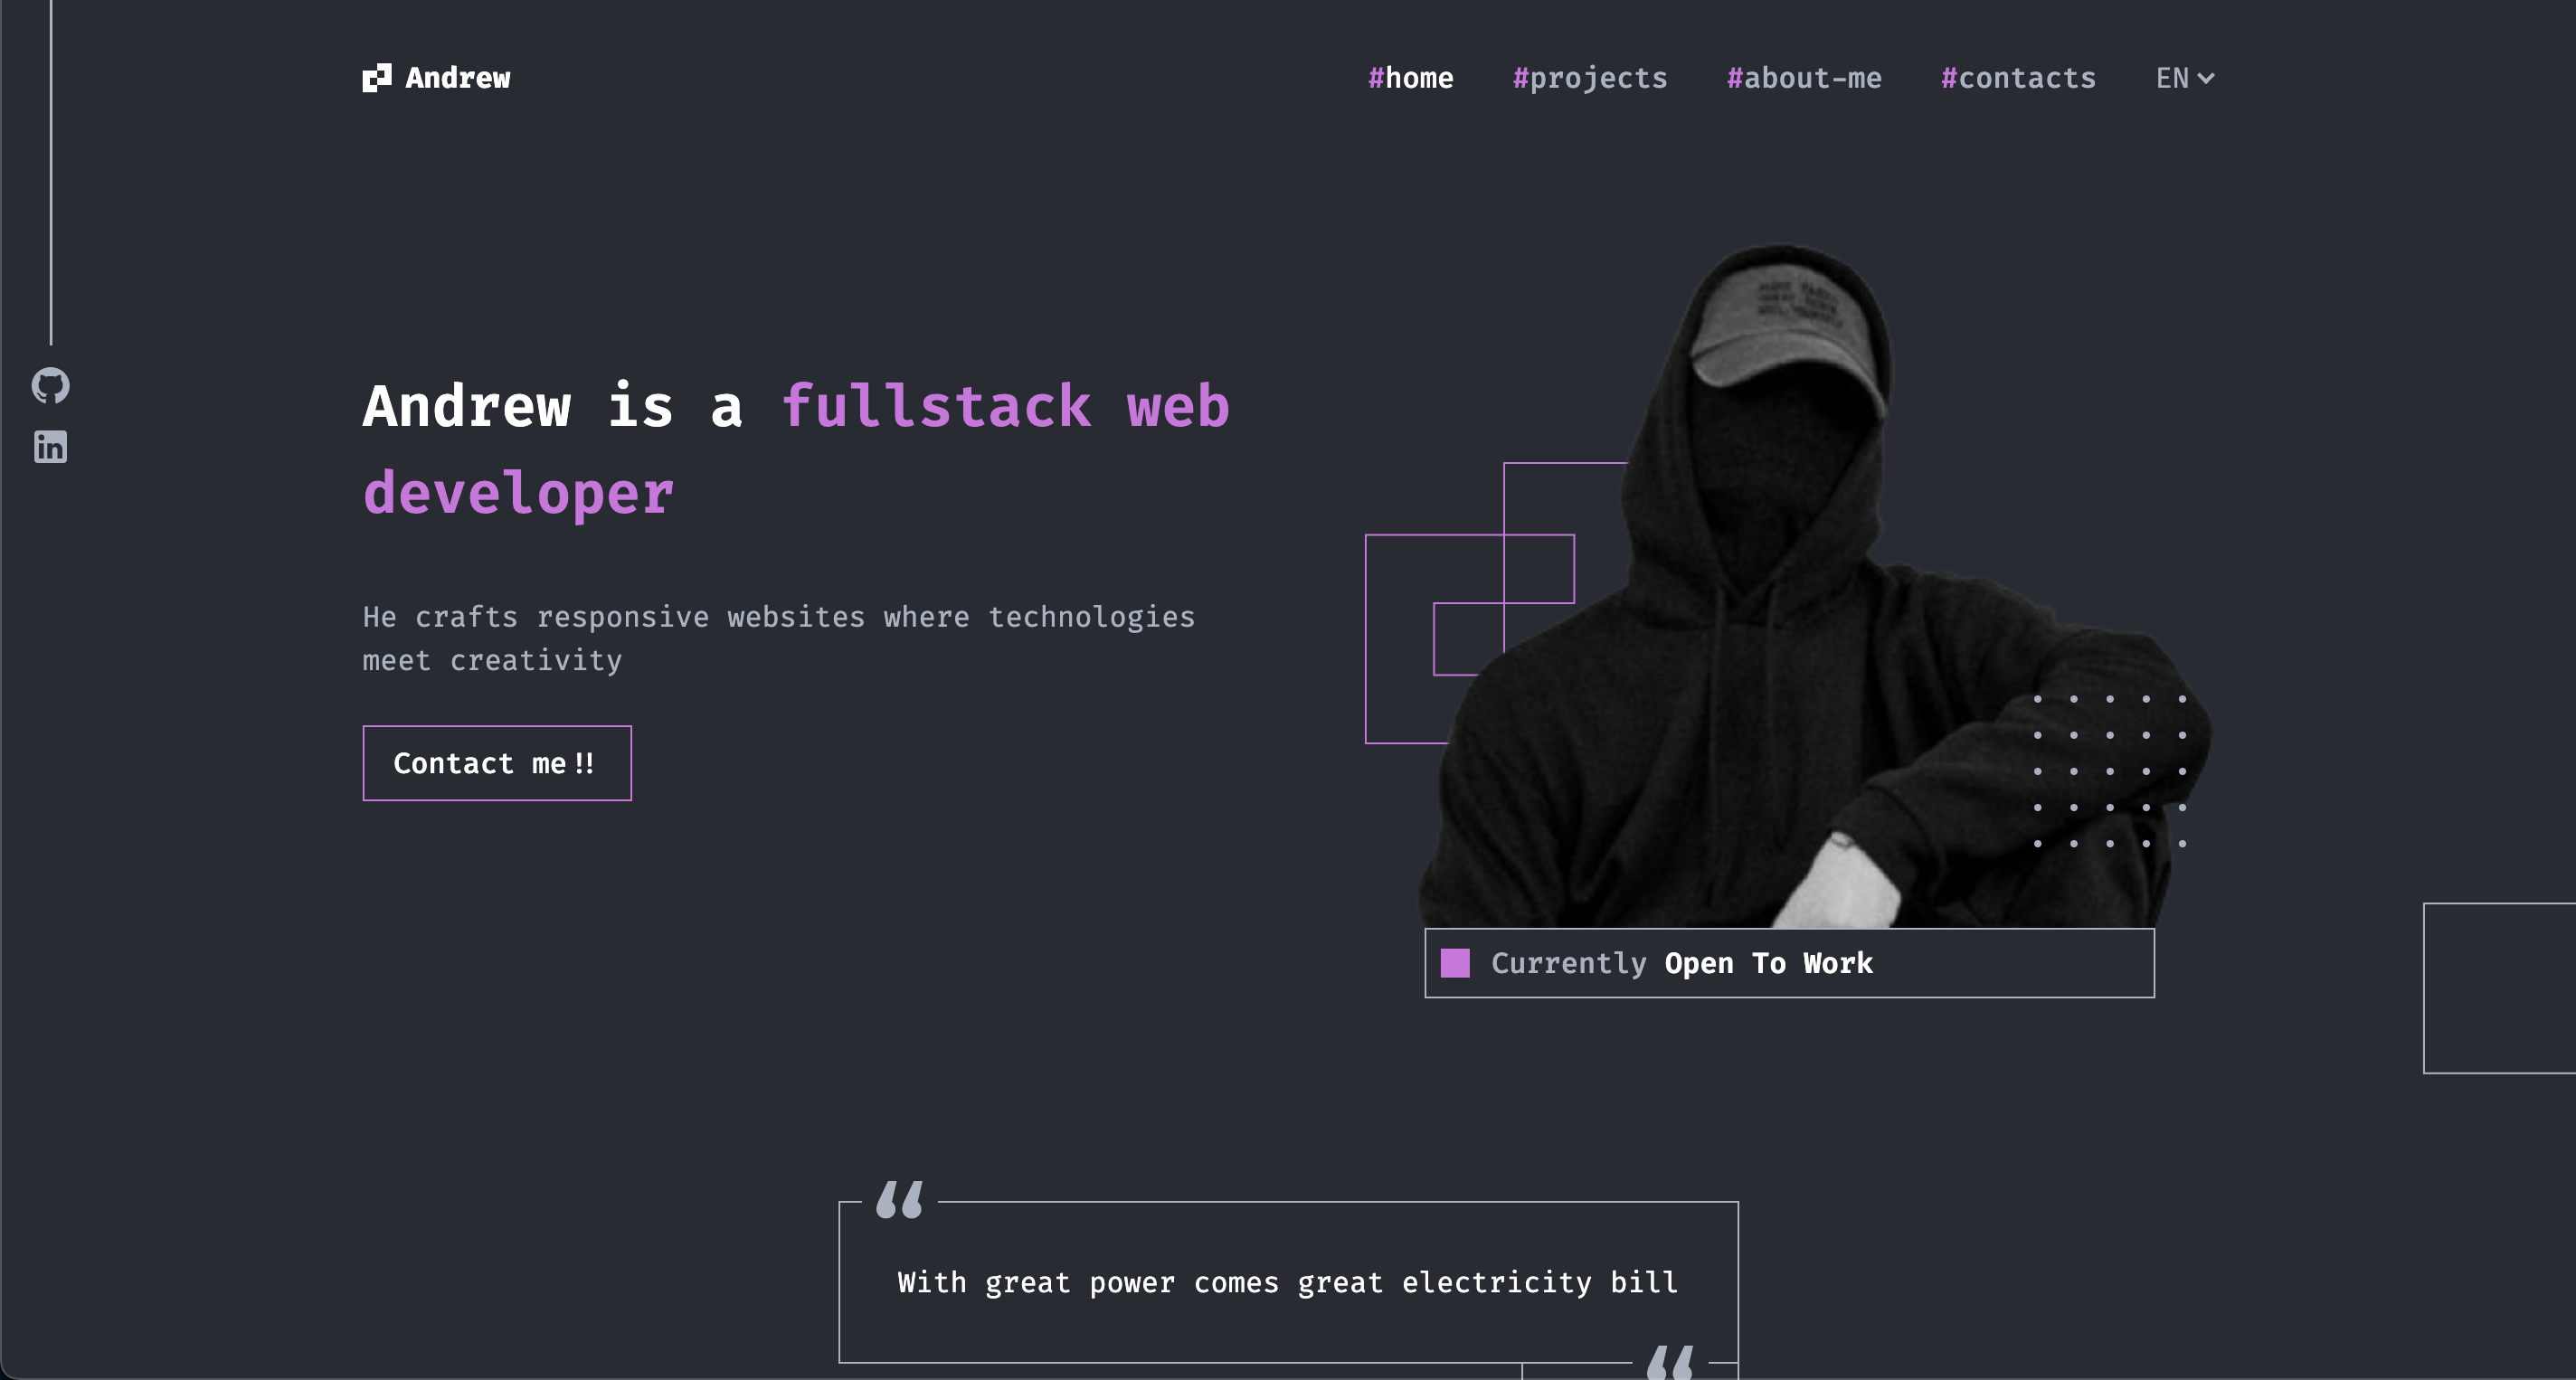 Andrew
#home #projects #about-me #contacts EN
Andrew is a fullstack web
developer
He crafts responsive websites where technologies
meet creativity
Contact me!!
Currently Open To Work
With great power comes great electricity bill